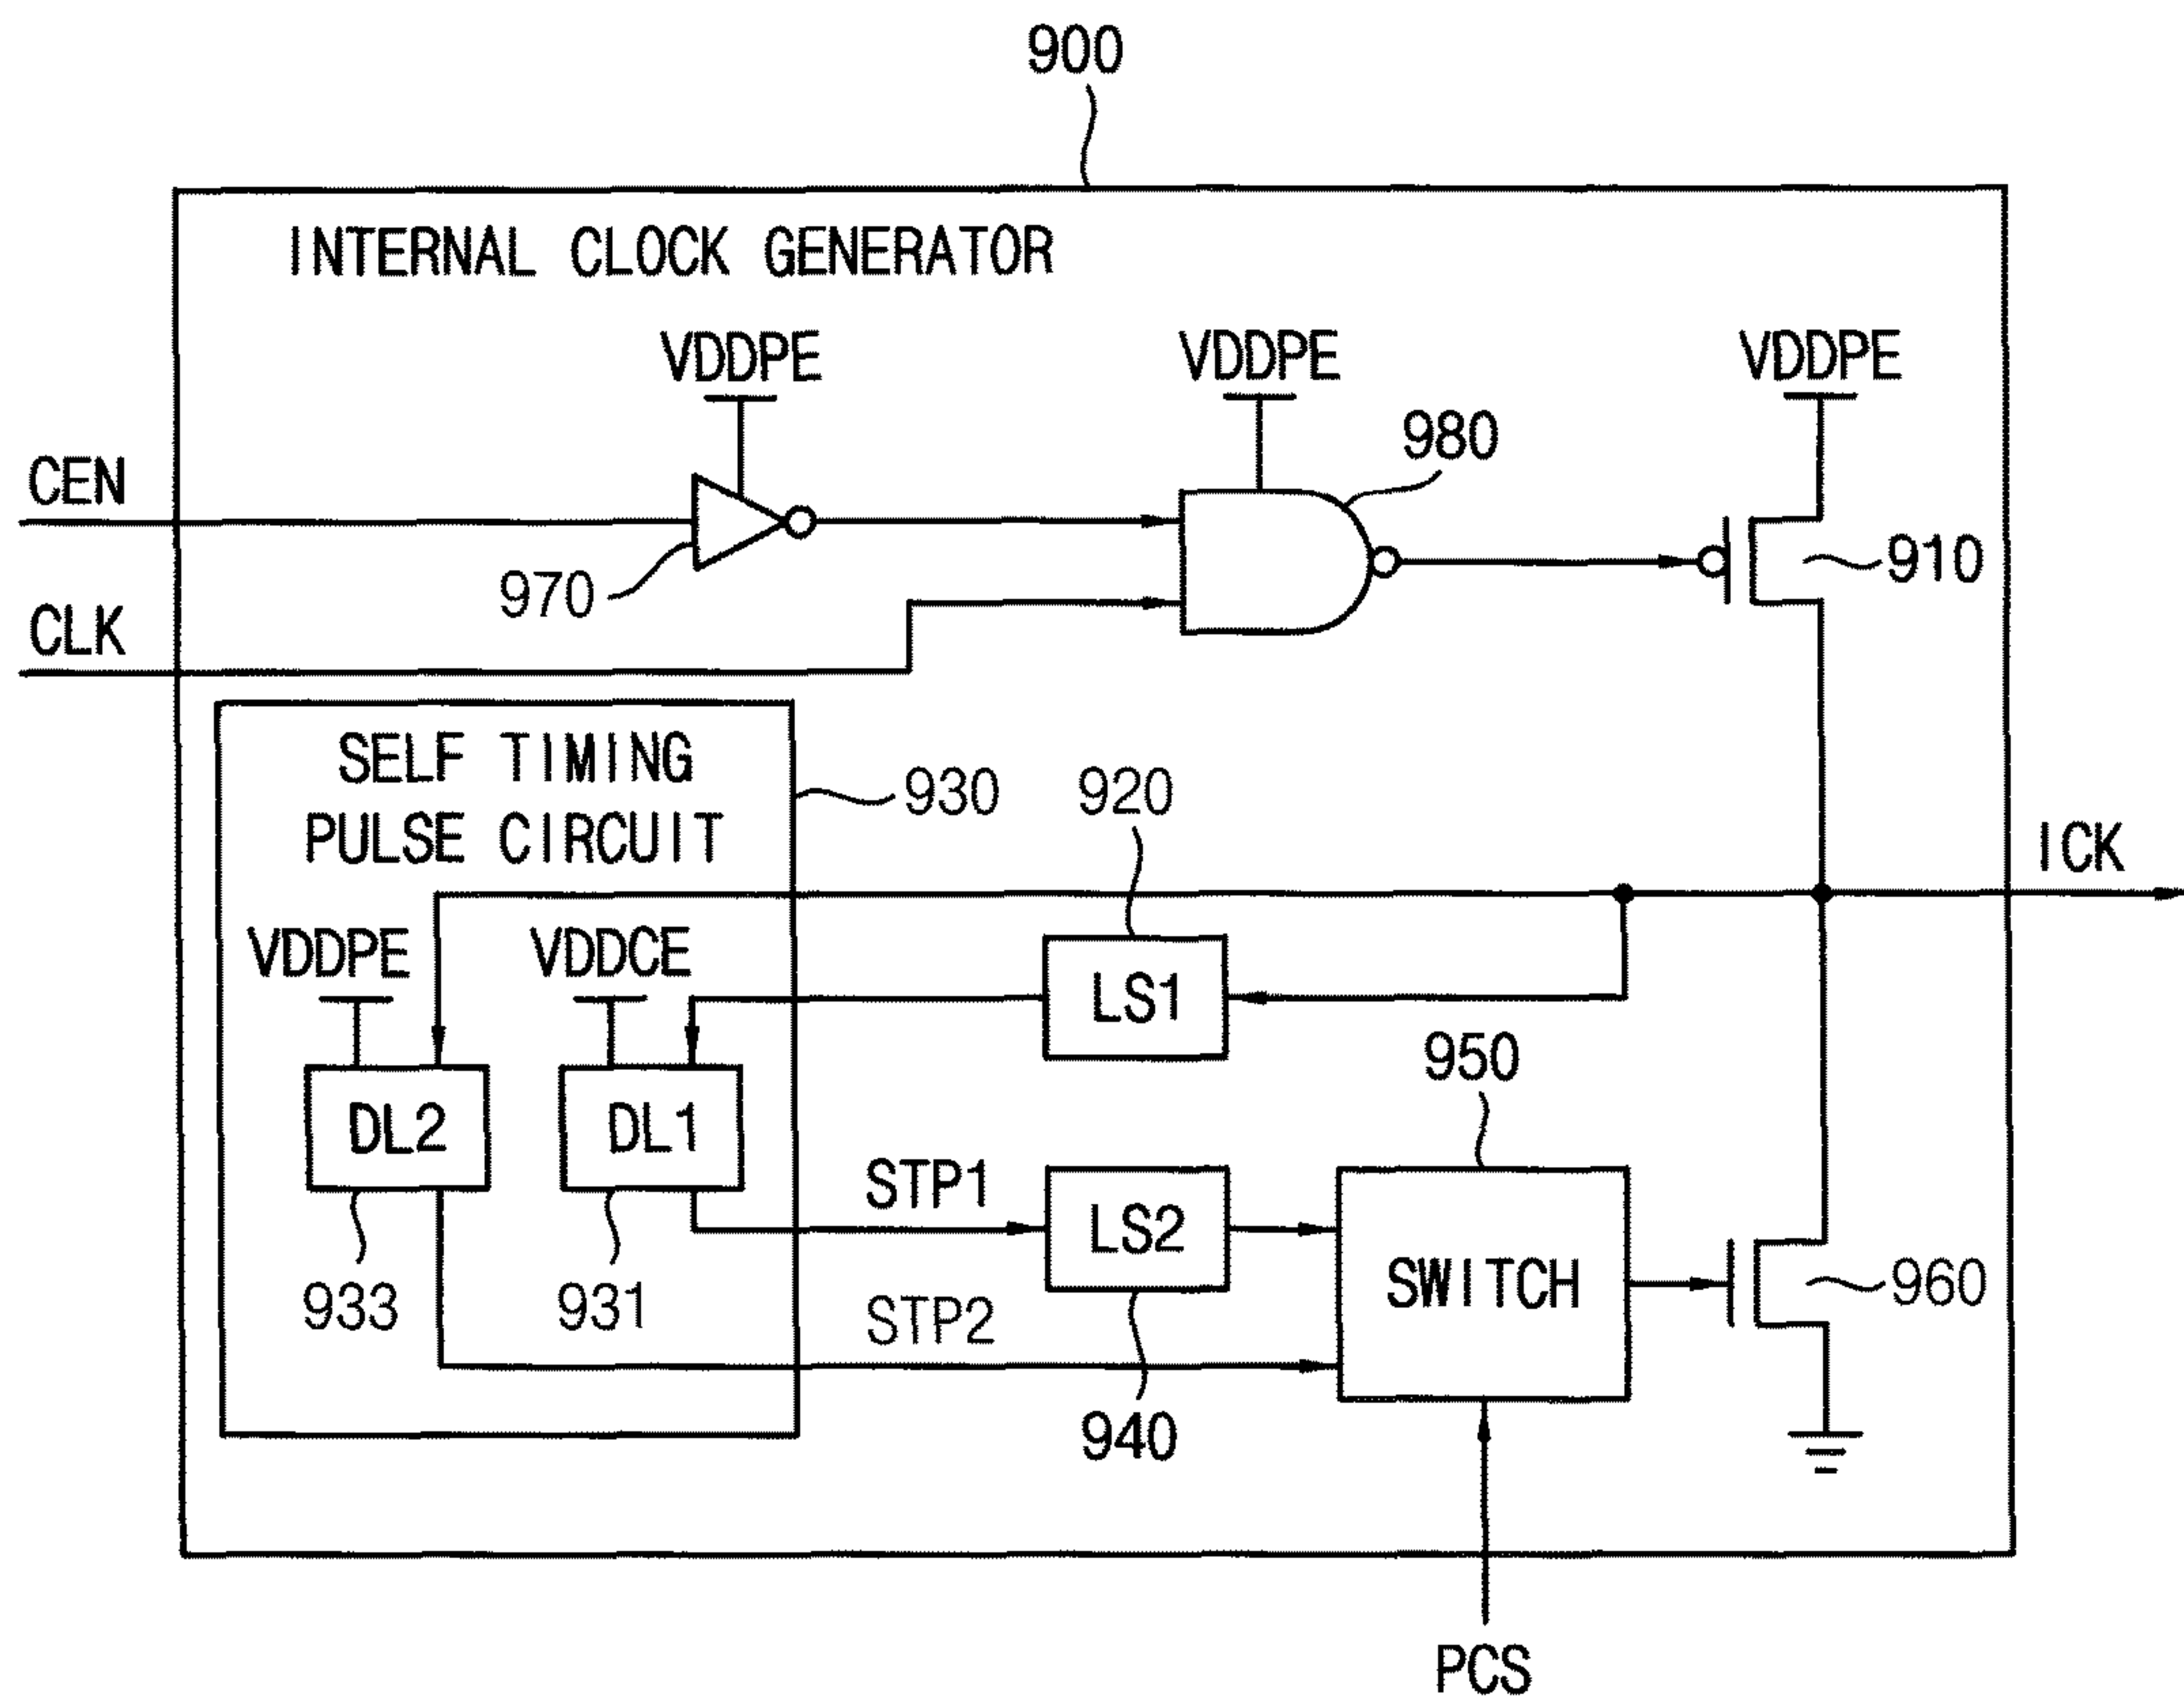 900
INTERNAL CLOCK GENERATOR
VDDPE
VDDPE
VDDPE
980
CEN
970
910
CLK
SELF TIMING
PULSE CIRCUIT
930
920
ICK
VDDPE
VDDCE
LS1
950
DL2
DL1
STP1
LS2
SWITCH
960
933
931
STP2
940
PCS